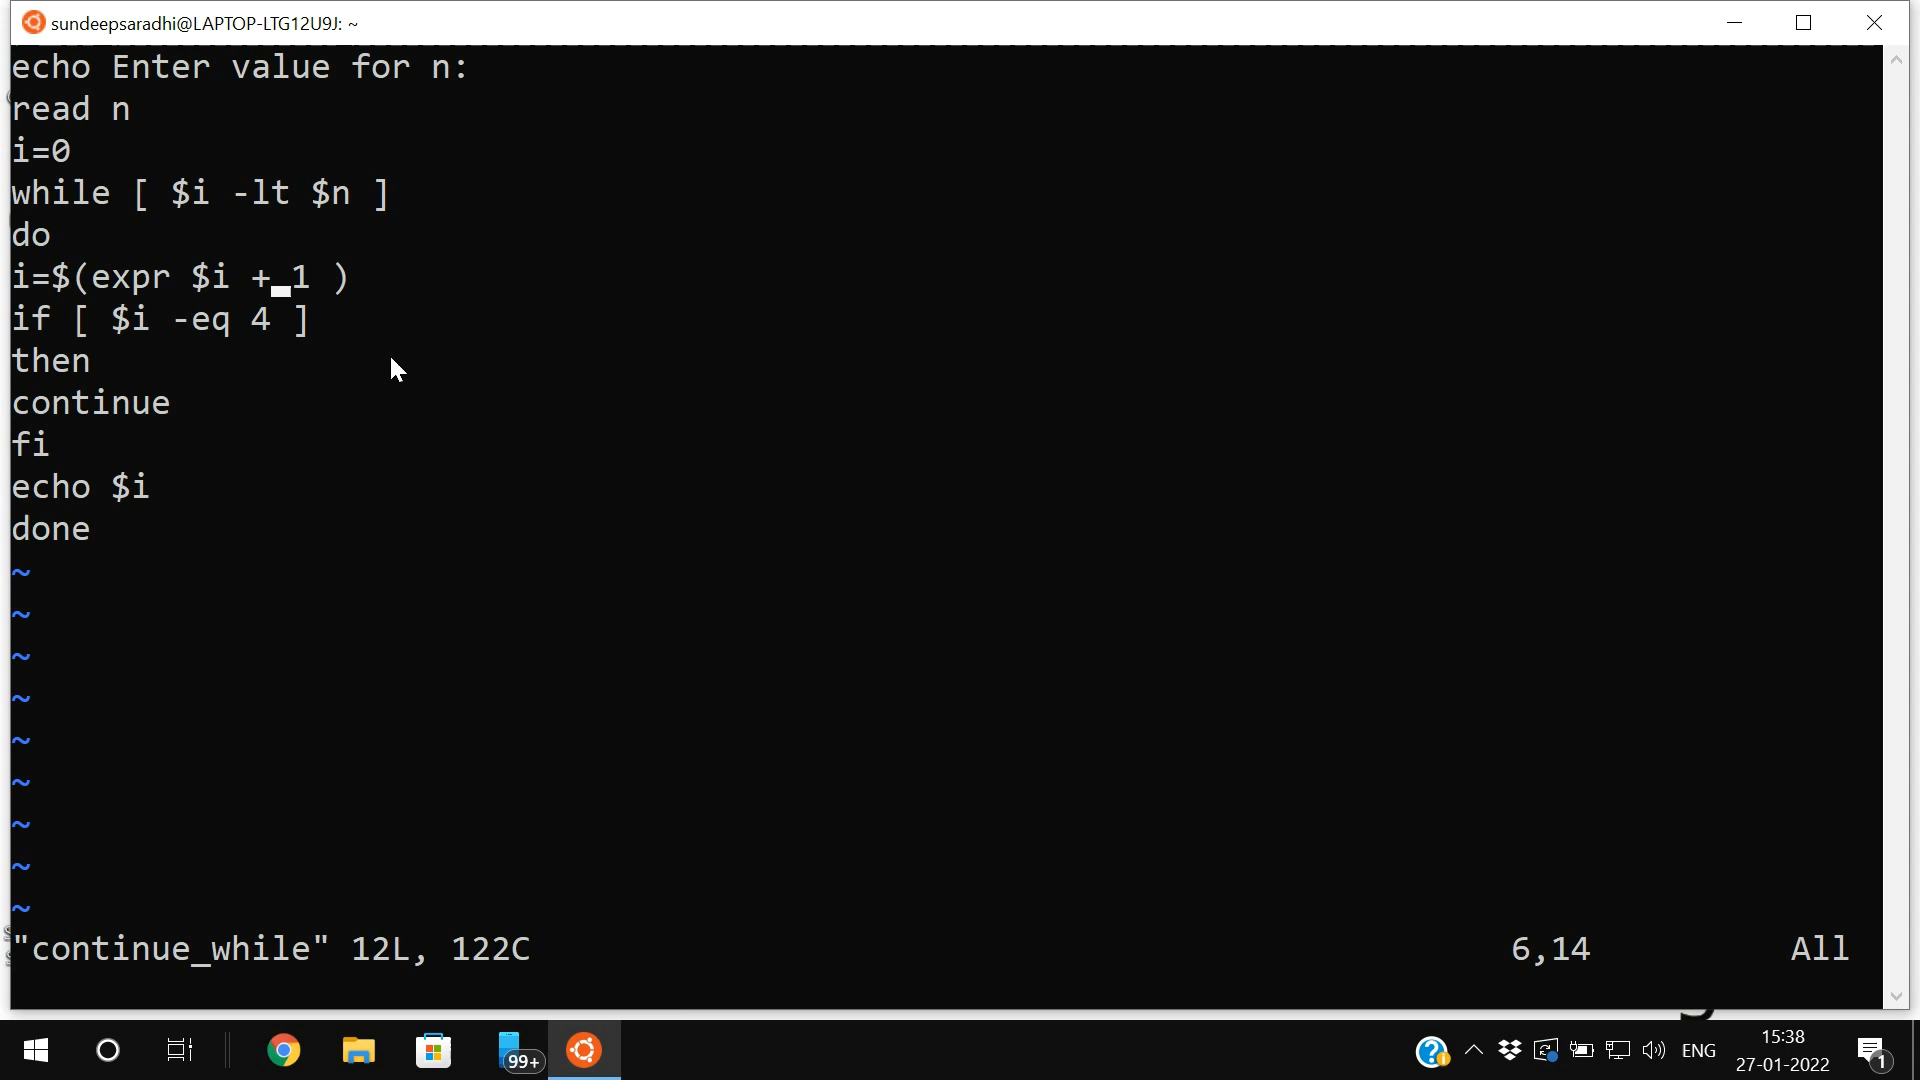 sundeepsaradhi@LAPTOP-LTG12U9J: ~
echo Enter value for n:
read n
i=0
while [ $i -lt $n ]
do
i=$(expr $i + 1 )
if [ $i -eq 4 ]
then
continue
fi
echo $i
done
~
~
~
~
~
~
~
~
~
"continue_while" 12L, 122C 6,14 All
99+ ENG 15:38 1
27-01-2022